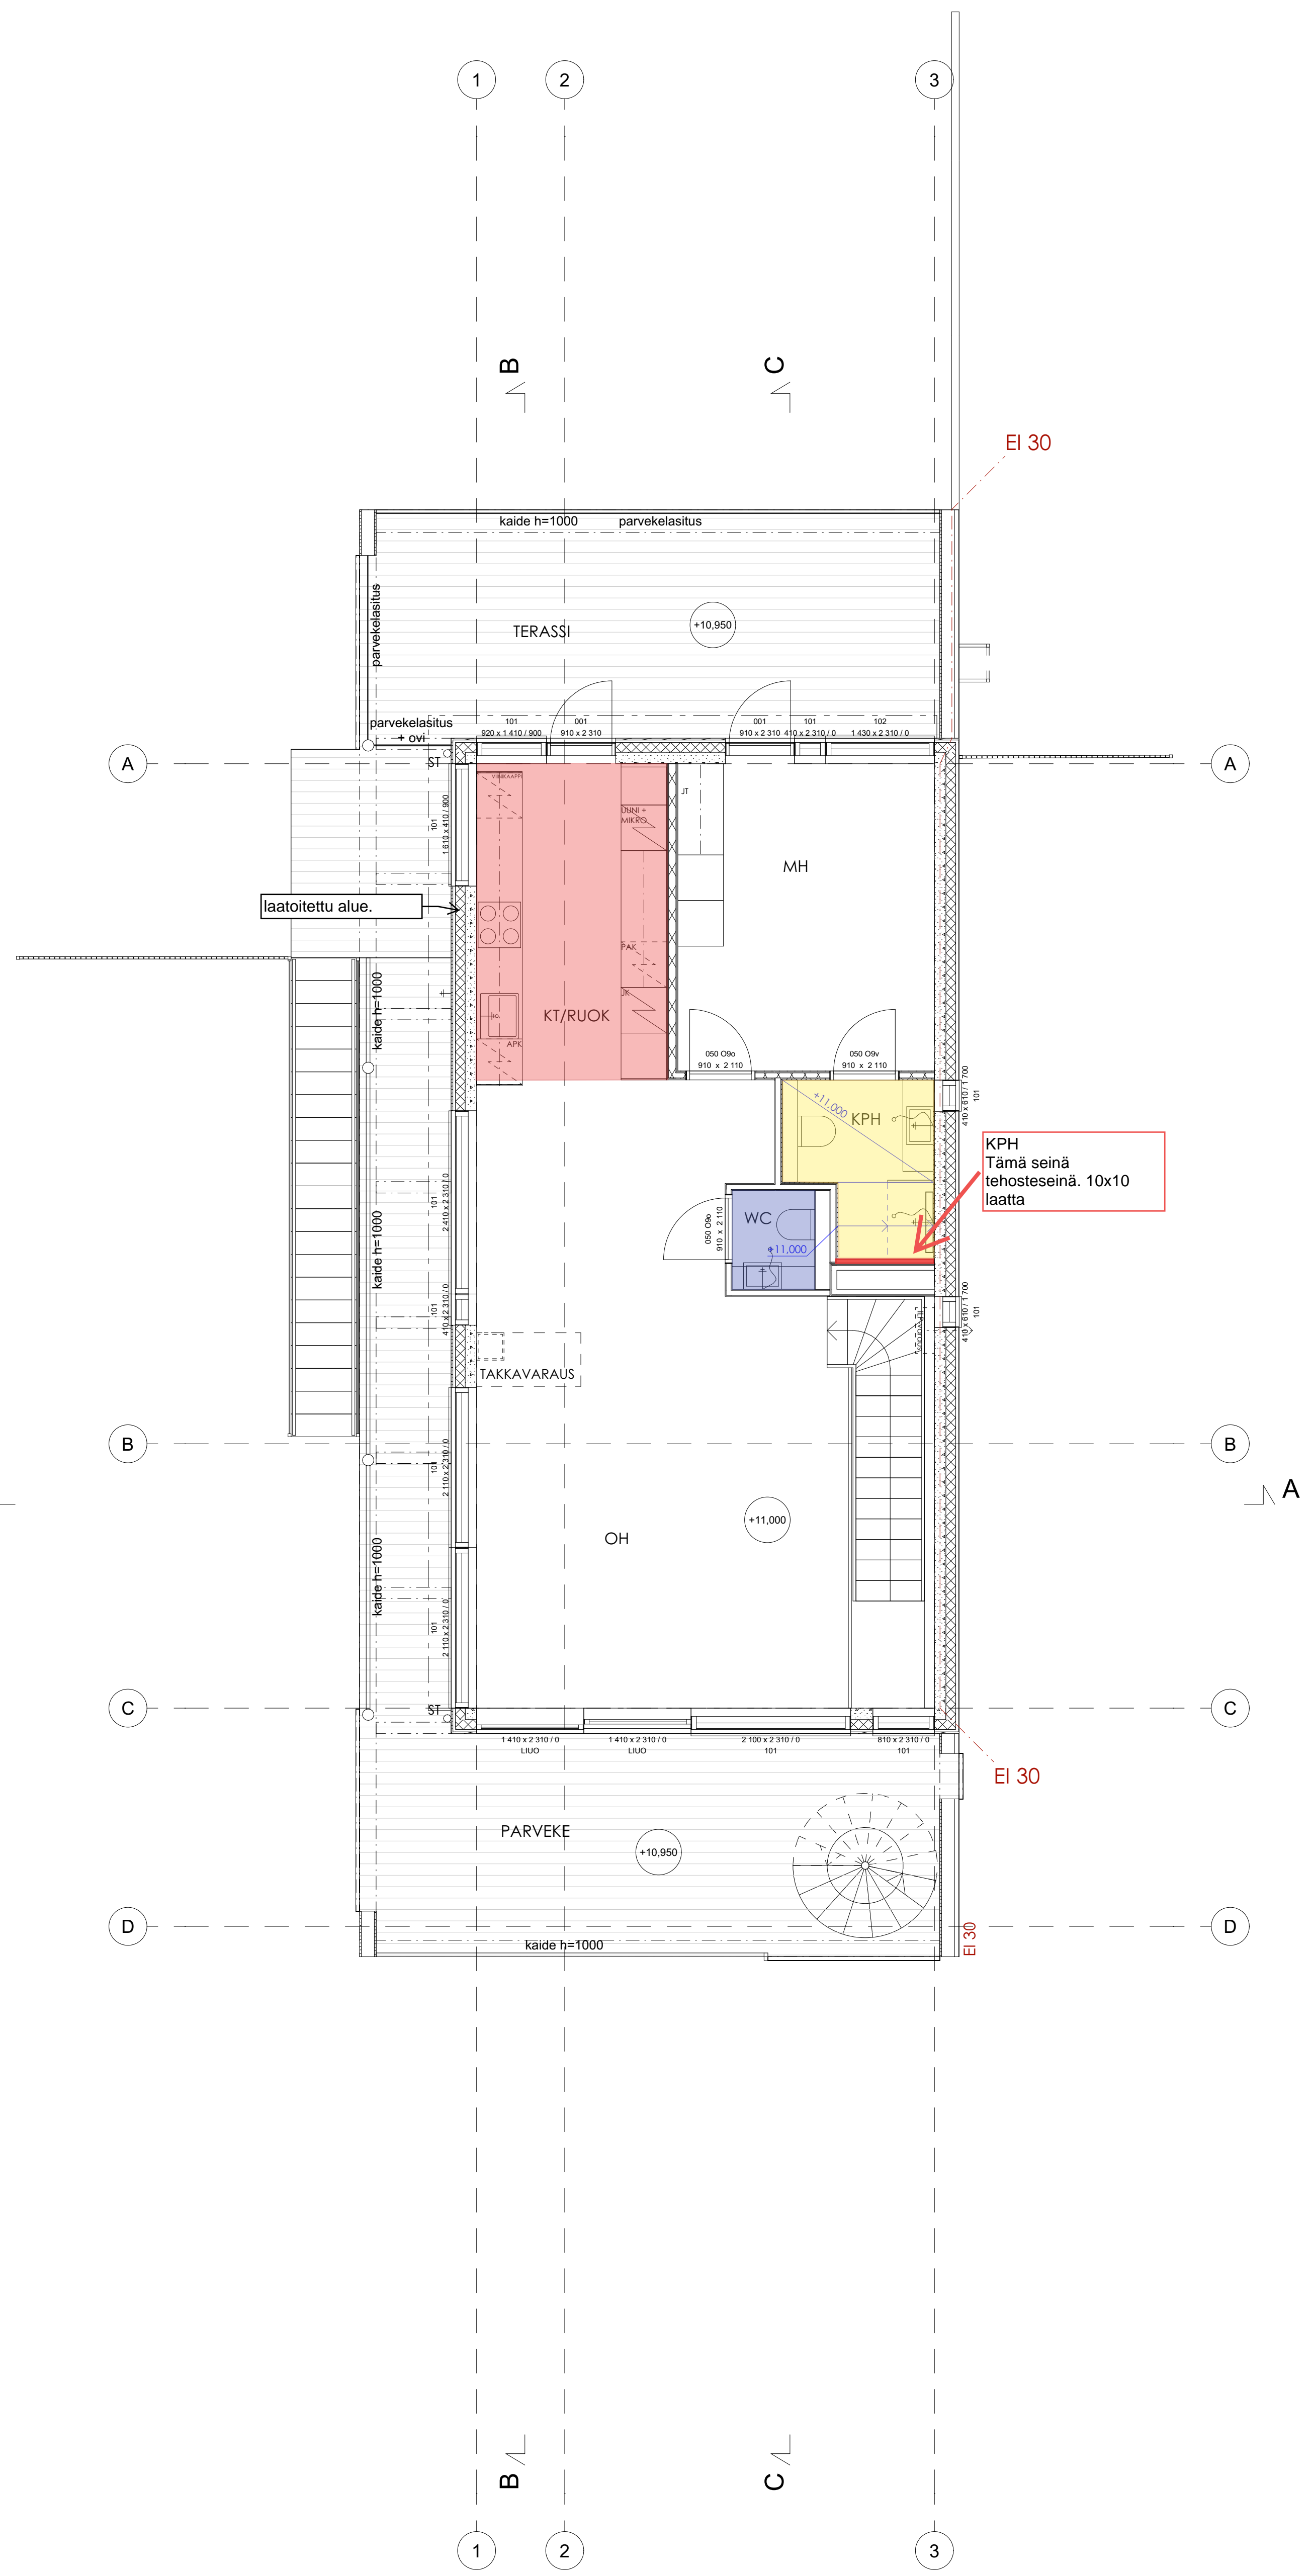 1
2
3
B
C
EI 30
kaide h=1000
parvekelasitus
parvekelasitus
TERASSI
+10,950
parvekelasitus
+ ovi
ST
101
920 x 1 410 / 900
001
910 x 2 310
001
910 x 2 310
101
410 x 2 310 / 0
102
1 430 x 2 310 / 0
A
A
VIINIKAAPPI
UUNI +
MIKRO
JT
101
1 610 x 410 / 900
MH
laatoitettu alue.
PAK
JK
KT/RUOK
APK
kaide h=1000
050 O9o
910 x 2 110
050 O9v
910 x 2 110
410 x 610 / 1 700
101
+11,000
KPH
KPH
Tämä seinä
tehosteseinä. 10x10
laatta
101
2 410 x 2 310 / 0
kaide h=1000
050 O9o
910 x 2 110
WC
+11,000
101
410 x 2 310 / 0
410 x 610 / 1 700
101
TAKKAVARAUS
B
B
101
2 110 x 2 310 / 0
A
+11,000
OH
kaide h=1000
101
2 110 x 2 310 / 0
ST
C
C
1 410 x 2 310 / 0
LIUO
1 410 x 2 310 / 0
LIUO
2 100 x 2 310 / 0
101
810 x 2 310 / 0
101
EI 30
PARVEKE
+10,950
D
D
EI 30
kaide h=1000
B
C
1
2
3